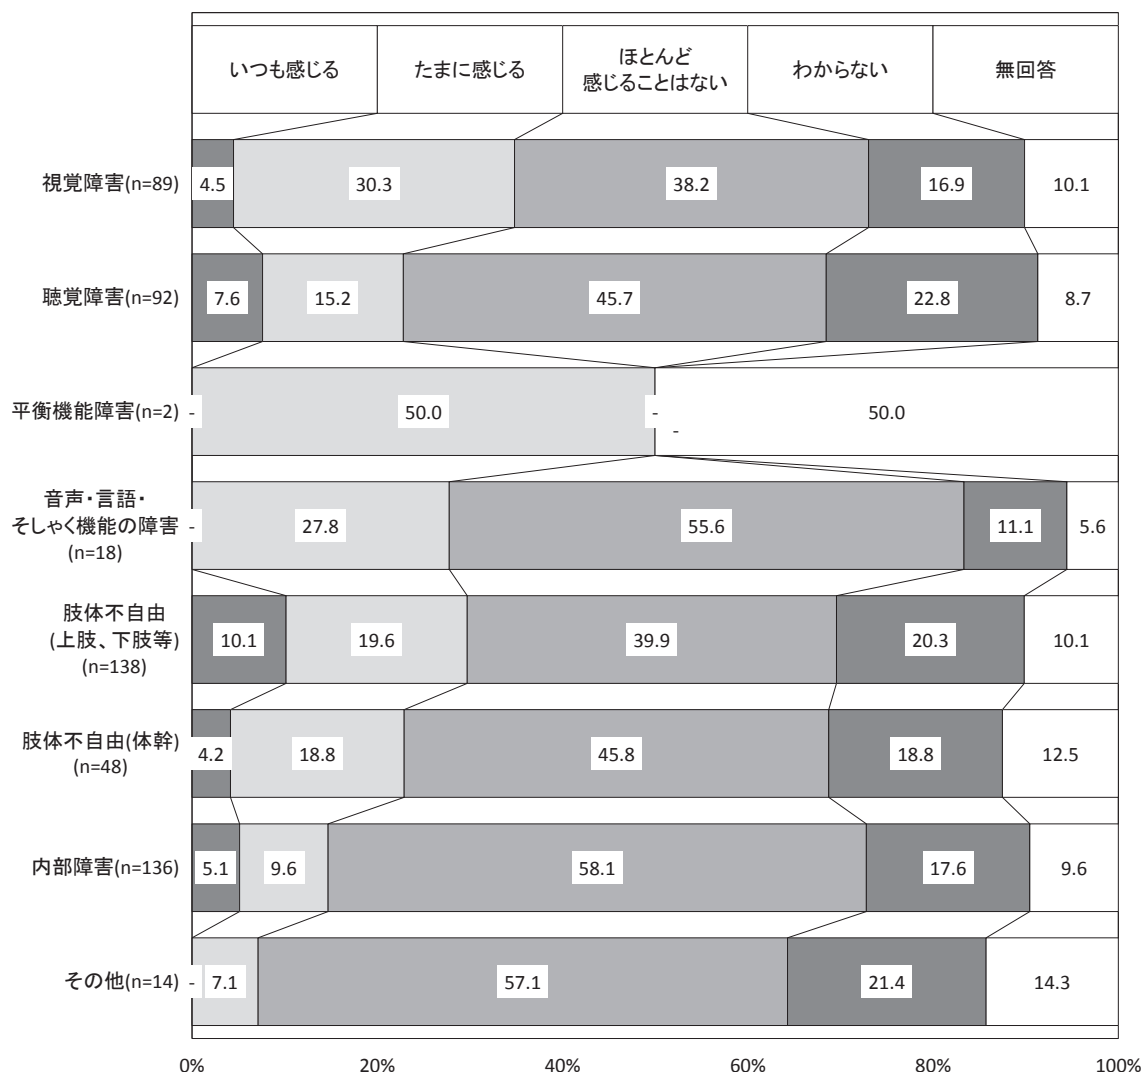 いつも感じる
たまに感じる
ほとんど
感じることはない
わからない
無回答
視覚障害(n=89)
4.5
30.3
38.2
16.9
10.1
聴覚障害(n=92)
7.6
15.2
45.7
22.8
8.7
平衡機能障害(n=2)
-
50.0
-
-
50.0
音声・言語・
そしゃく機能の障害
(n=18)
-
27.8
55.6
11.1
5.6
肢体不自由
(上肢、下肢等)
(n=138)
10.1
19.6
39.9
20.3
10.1
肢体不自由(体幹)
(n=48)
4.2
18.8
45.8
18.8
12.5
内部障害(n=136)
5.1
9.6
58.1
17.6
9.6
その他(n=14)
-
7.1
57.1
21.4
14.3
0%
20%
40%
60%
80%
100%